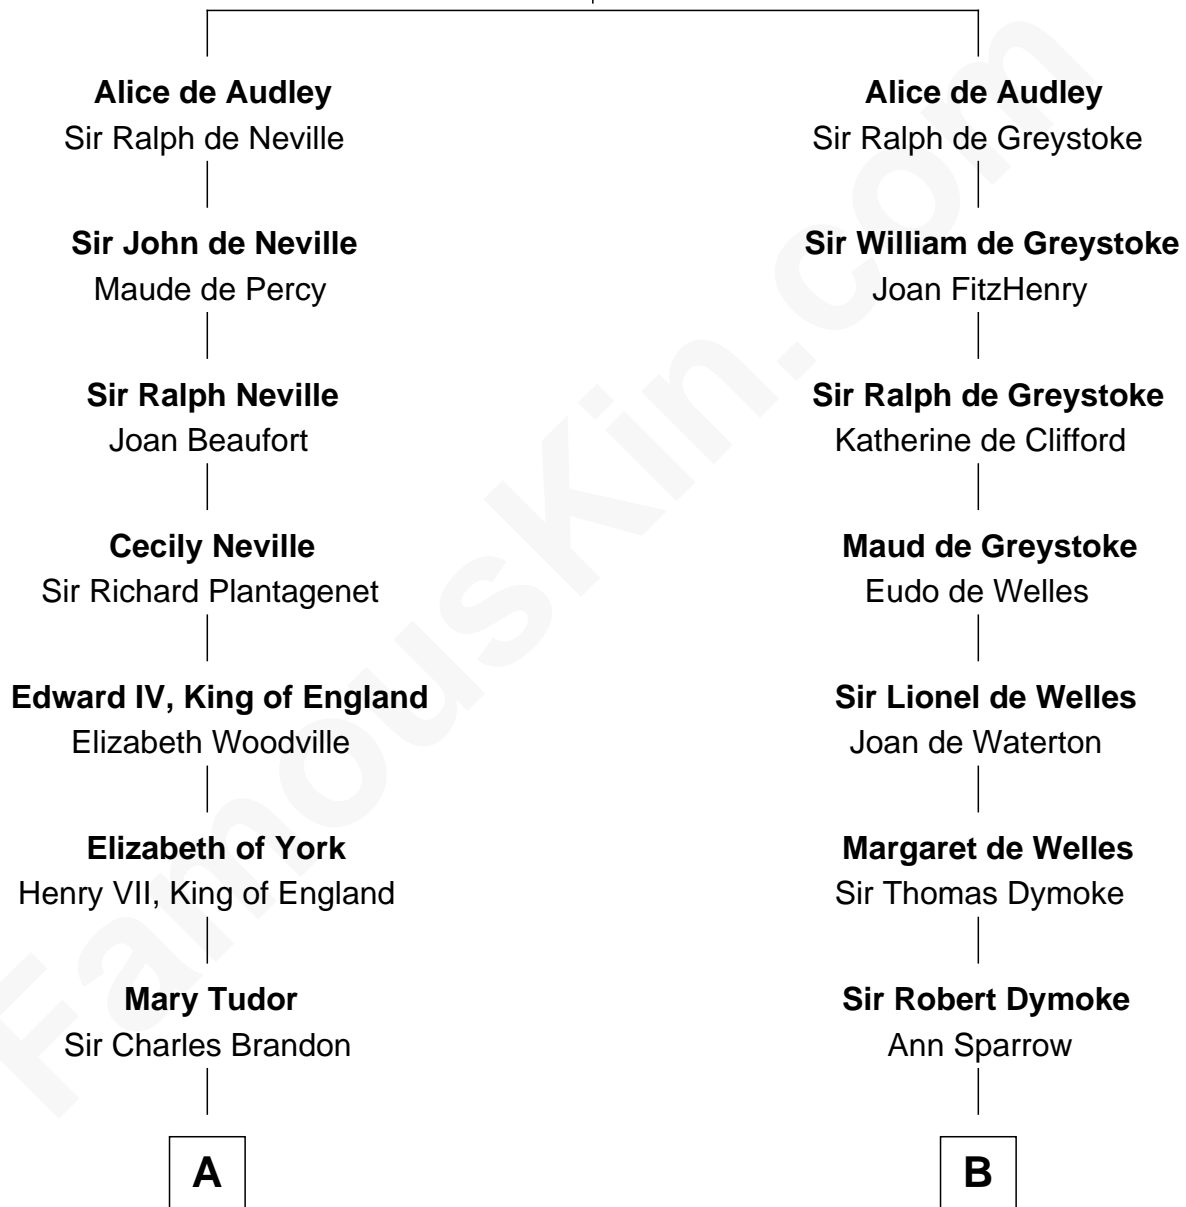 Alice de Audley
Sir Ralph de Neville
Sir John de Neville
Maude de Percy
Sir Ralph Neville
Joan Beaufort
Cecily Neville
Sir Richard Plantagenet
Edward IV, King of England
Elizabeth Woodville
Elizabeth of York
Henry VII, King of England
Mary Tudor
Sir Charles Brandon
A
Alice de Audley
Sir Ralph de Greystoke
Sir William de Greystoke
Joan FitzHenry
Sir Ralph de Greystoke
Katherine de Clifford
Maud de Greystoke
Eudo de Welles
Sir Lionel de Welles
Joan de Waterton
Margaret de Welles
Sir Thomas Dymoke
Sir Robert Dymoke
Ann Sparrow
B
FamousKin.com